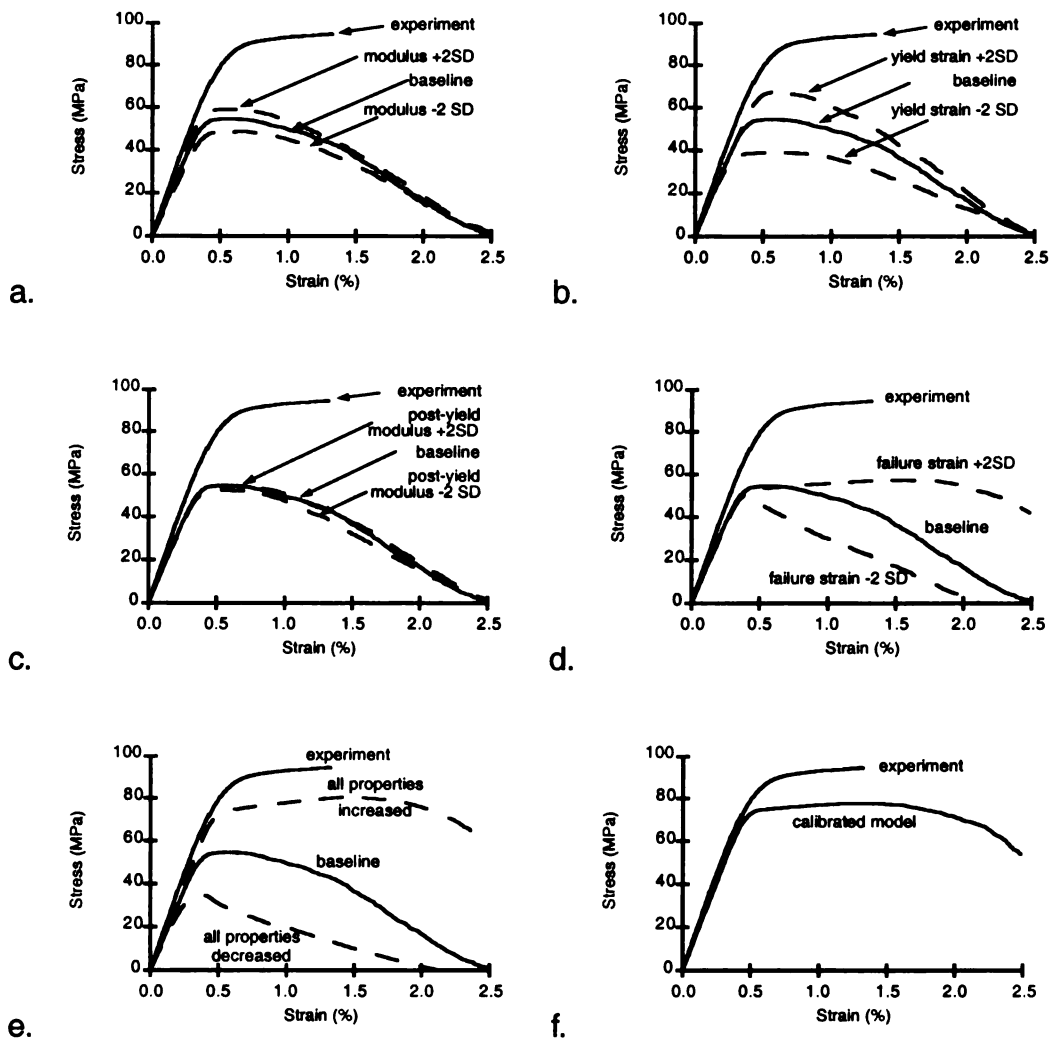 100
80
60
40
20
0
Stress (MPa)
0.0 0.5 1.0 1.5 2.0 2.5
Strain (%)
experiment
modulus +2SD
baseline
modulus -2 SD
a.
100
80
60
40
20
0
Stress (MPa)
0.0 0.5 1.0 1.5 2.0 2.5
Strain (%)
experiment
yield strain +2SD
baseline
yield strain -2 SD
b.
100
80
60
40
20
0
Stress (MPa)
0.0 0.5 1.0 1.5 2.0 2.5
Strain (%)
experiment
post-yield
modulus +2SD
baseline
post-yield
modulus -2 SD
c.
100
80
60
40
20
0
Stress (MPa)
0.0 0.5 1.0 1.5 2.0 2.5
Strain (%)
experiment
failure strain +2SD
baseline
failure strain -2 SD
d.
100
80
60
40
20
0
Stress (MPa)
0.0 0.5 1.0 1.5 2.0 2.5
Strain (%)
experiment
all properties
increased
baseline
all properties
decreased
e.
100
80
60
40
20
0
Stress (MPa)
0.0 0.5 1.0 1.5 2.0 2.5
Strain (%)
experiment
calibrated model
f.